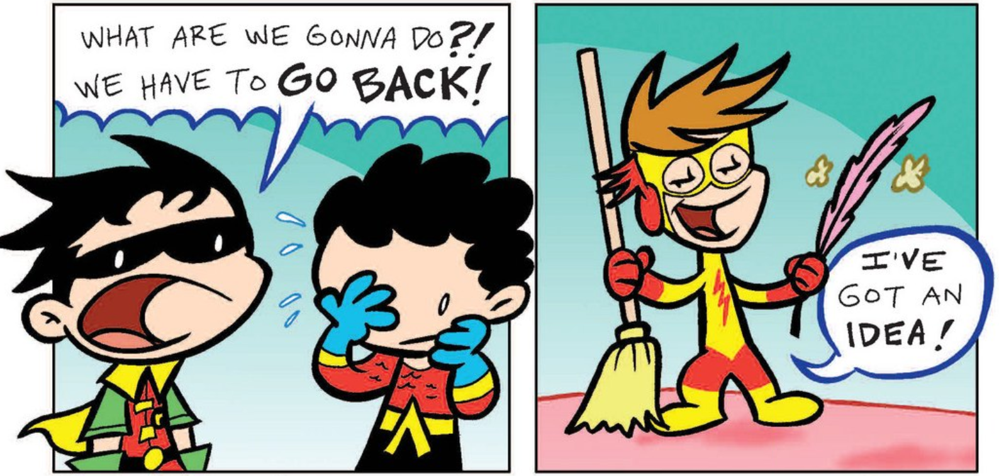 WHAT ARE WE GONNA DO?!
WE HAVE TO GO BACK!
I'VE
GOT AN
IDEA!